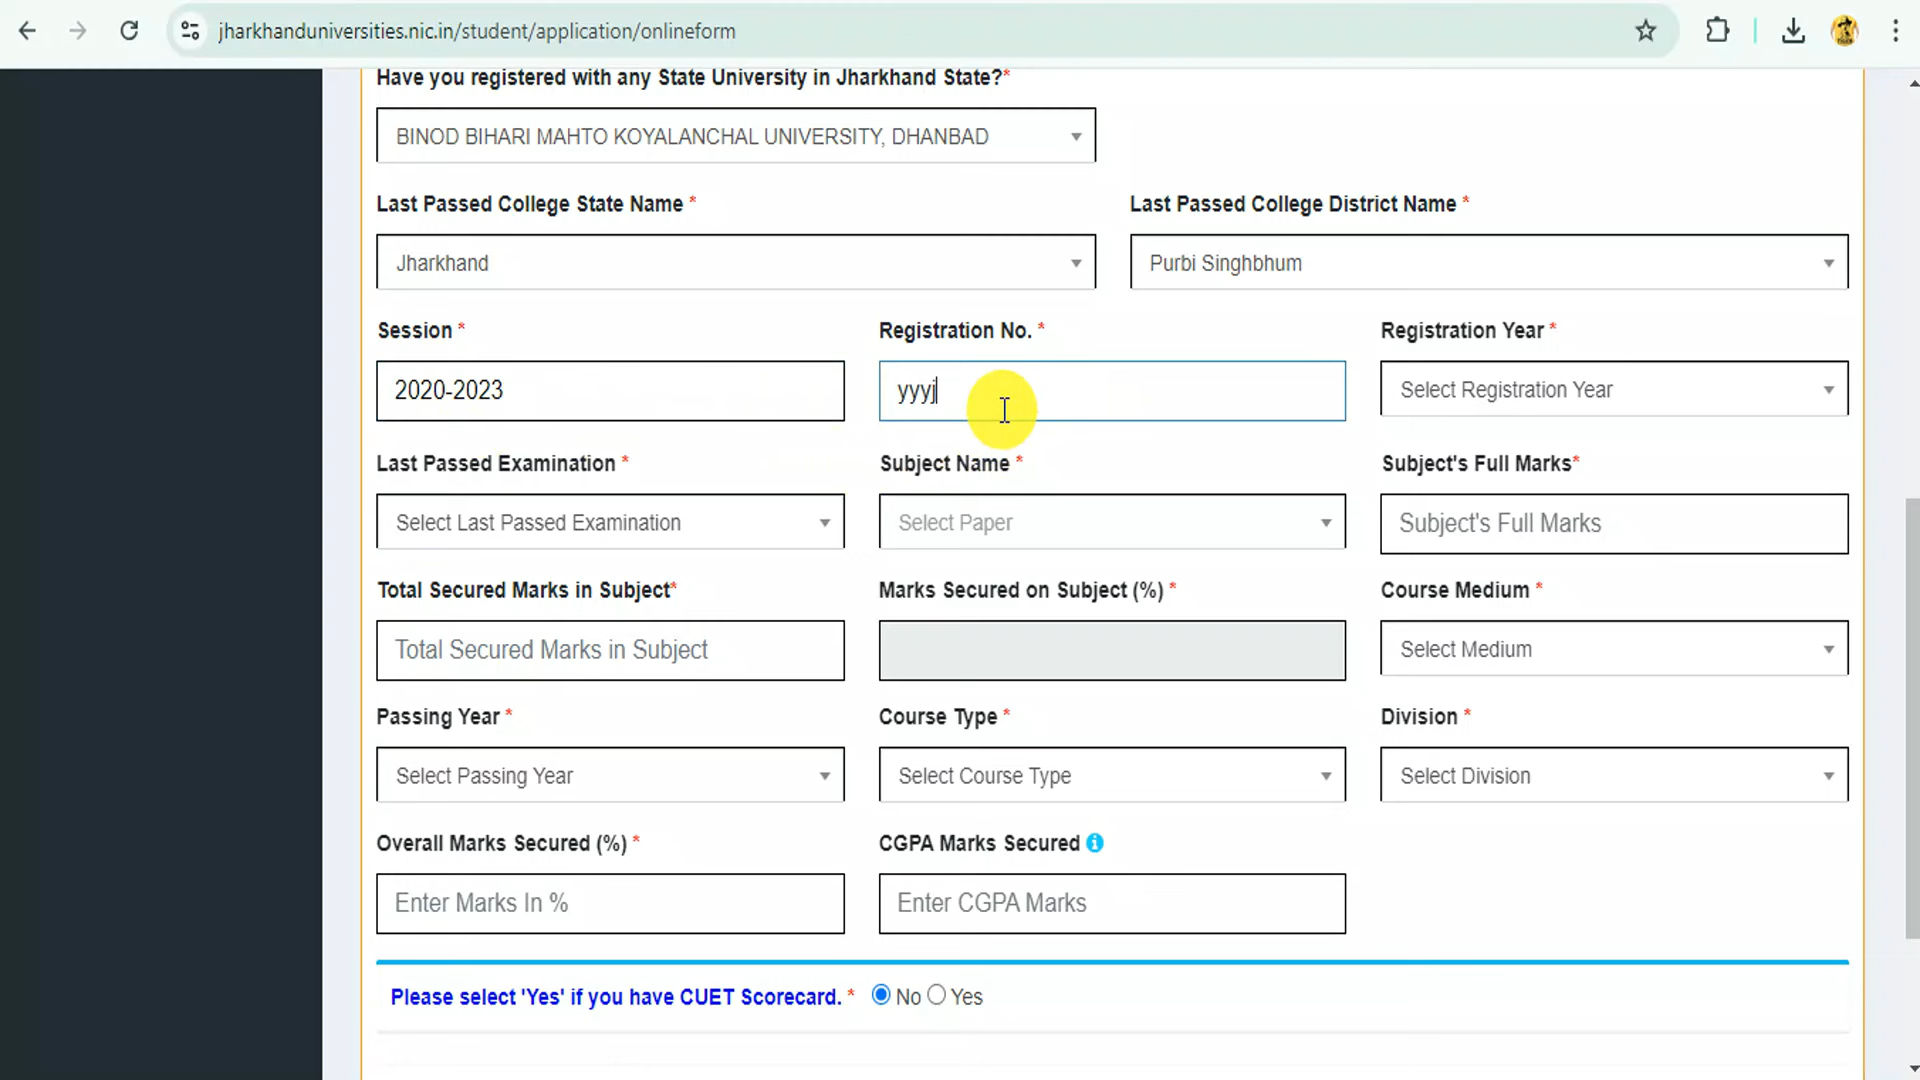 jharkhanduniversities.nic.in/student/application/onlineform
Have you registered with any State University in Jharkhand State?*
BINOD BIHARI MAHTO KOYALANCHAL UNIVERSITY, DHANBAD
Last Passed College State Name *
Last Passed College District Name *
Jharkhand
Purbi Singhbhum
Session *
Registration No. *
Registration Year *
2020-2023
yyyj
Select Registration Year
Last Passed Examination *
Subject Name *
Subject's Full Marks*
Select Last Passed Examination
Select Paper
Subject's Full Marks
Total Secured Marks in Subject*
Marks Secured on Subject (%) *
Course Medium *
Total Secured Marks in Subject
Select Medium
Passing Year *
Course Type *
Division *
Select Passing Year
Select Course Type
Select Division
Overall Marks Secured (%) *
CGPA Marks Secured
Enter Marks In %
Enter CGPA Marks
Please select 'Yes' if you have CUET Scorecard. * No Yes